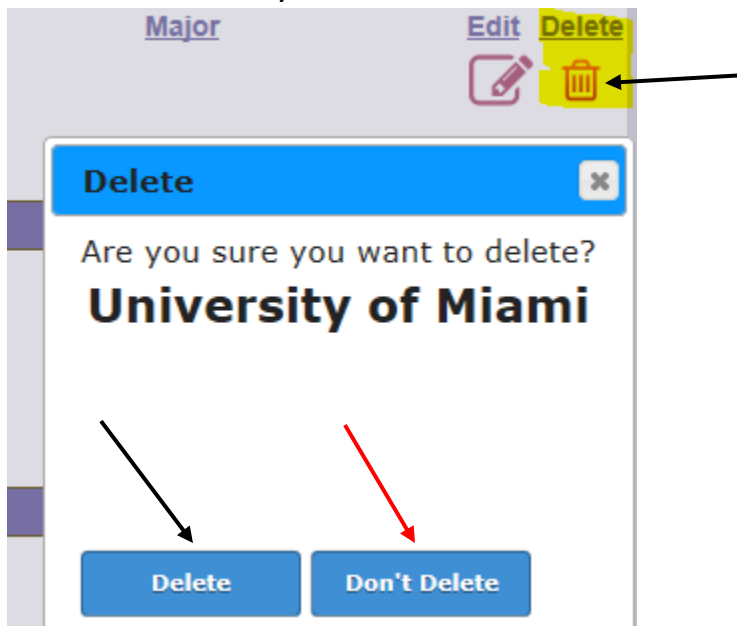 Major Edit Delete
Delete
Are you sure you want to delete?
University of Miami
Delete Don't Delete